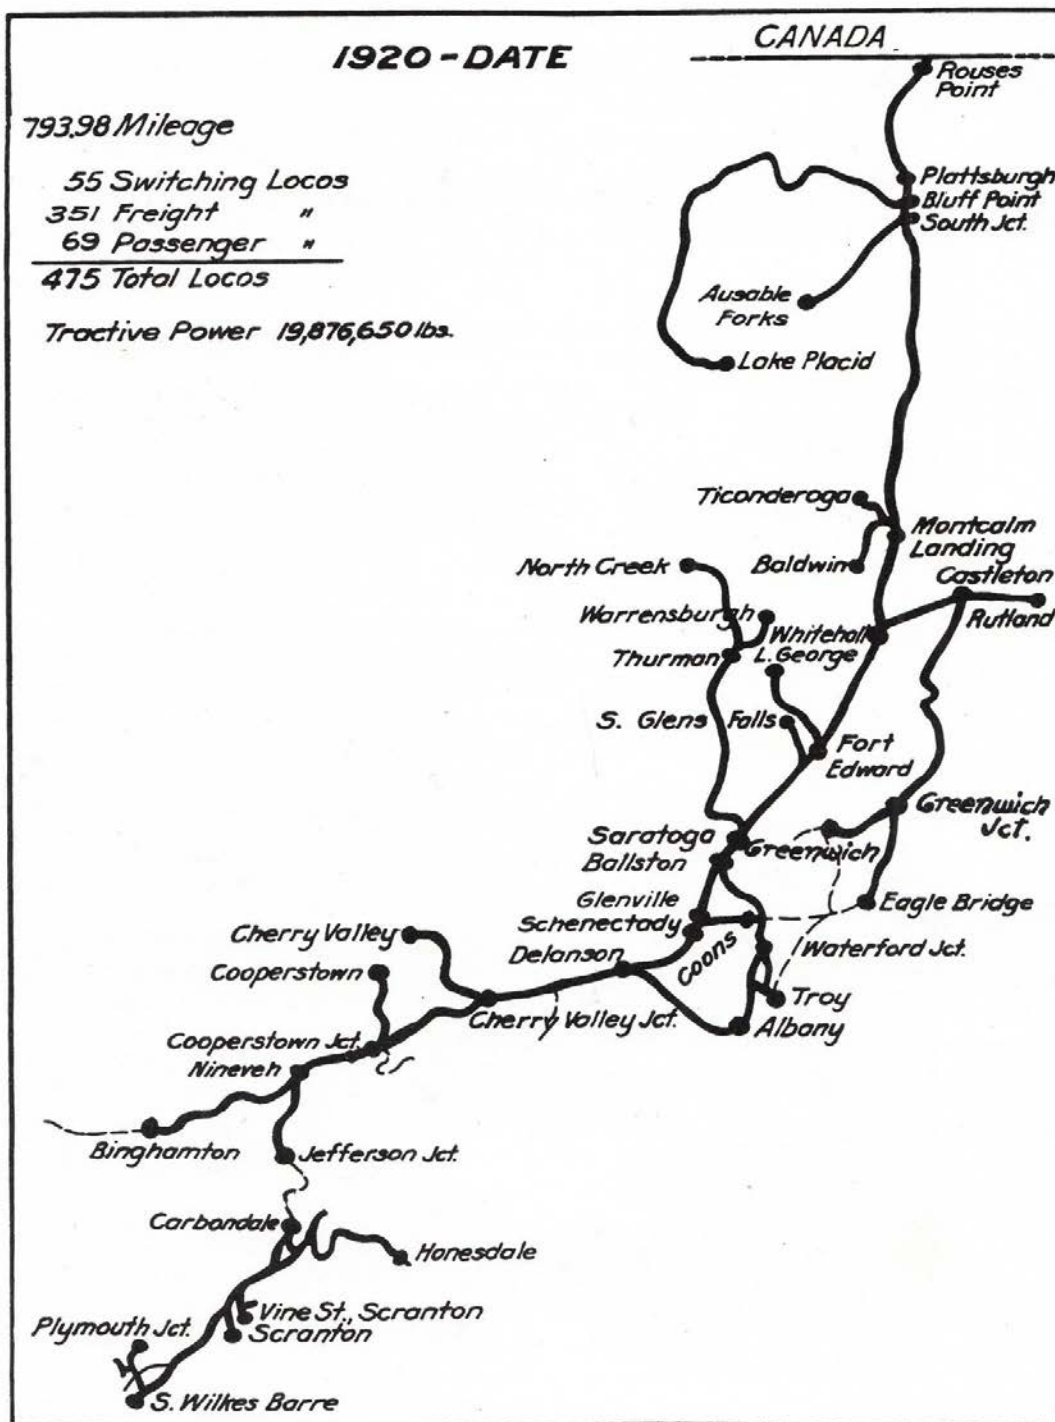 1920-DATE
CANADA
793.98 Mileage
55 Switching Locos
351 Freight "
69 Passenger "
475 Total Locos
Tractive Power 19,876,650 lbs.
Rouses
Point
Plattsburgh
Bluff Point
South Jct.
Ausable
Forks
Lake Placid
Ticonderoga
Montcalm
Landing
North Creek
Baldwin
Castleton
Rutland
Warrensburgh
Whitehall
Thurman
L. George
S. Glens Falls
Fort
Edward
Greenwich
Jct.
Saratoga
Greenwich
Ballston
Glenville
Eagle Bridge
Schenectady
Cherry Valley
Delanson
Coons
Waterford Jct.
Cooperstown
Troy
Cherry Valley Jct.
Albany
Cooperstown Jct.
Nineveh
Binghamton
Jefferson Jct.
Carbondale
Honesdale
Vine St., Scranton
Plymouth Jct.
Scranton
S. Wilkes Barre